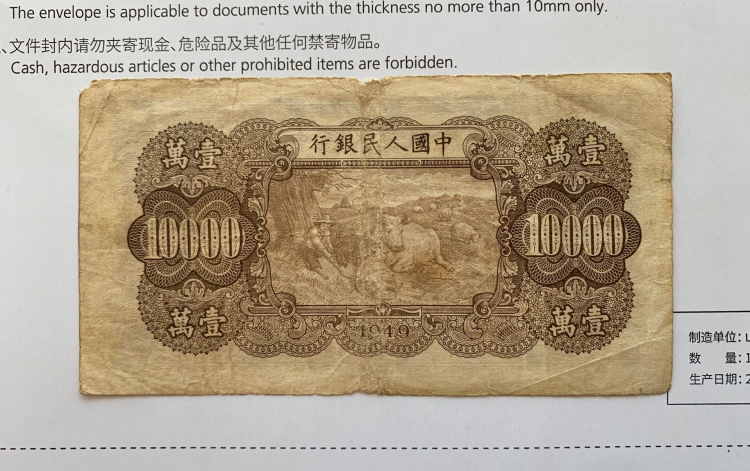 The envelope is applicable to documents with the thickness no more than 10mm only.
、文件封内请勿夹寄现金、危险品及其他任何禁寄物品。
Cash, hazardous articles or other prohibited items are forbidden.
行銀民人國中
萬壹
萬壹
10000
10000
萬壹
萬壹
1949
制造单位:
数 量:1
生产日期:2